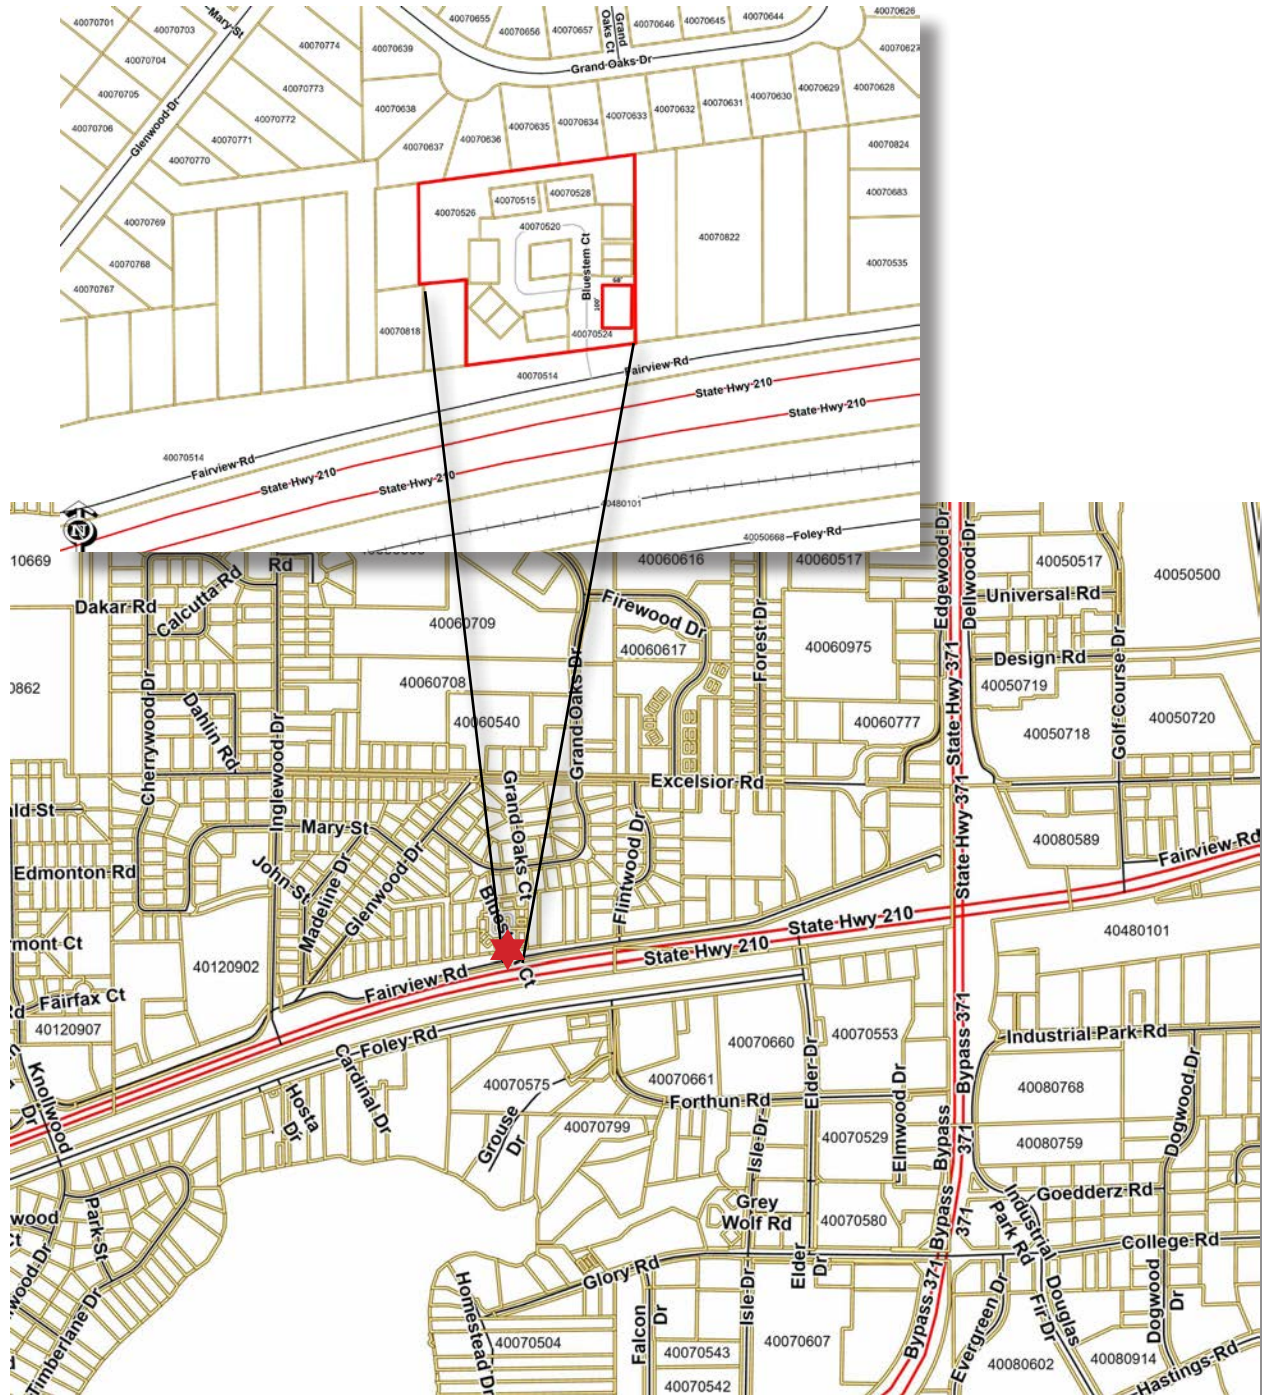 40070701
40070703
Mary-St
40070704
40070705
40070706
Glenwood-Dr
40070774
40070773
40070772
40070771
40070770
40070769
40070768
40070767
40070639
40070638
40070637
40070636
40070655
40070656
40070657
Grand
Oaks Ct
40070646
40070645
40070644
40070626
40070627
Grand-Oaks-Dr
40070635
40070634
40070633
40070632
40070631
40070630
40070629
40070628
40070824
40070683
40070535
40070822
40070526
40070515
40070528
40070520
Bluestem Ct
68'
100'
40070524
40070818
40070514
Fairview Rd
State Hwy 210
State Hwy 210
40070514
Fairview Rd
State Hwy 210
State Hwy 210
40480101
40050668
Foley Rd
N
10669
Rd
Dakar Rd
Calcutta Rd
40060709
Firewood Dr
40060616
40060517
Forest Dr
40060617
40060975
Edgewood Dr
Dellwood Dr
40050517
40050500
Universal Rd
Design Rd
40050719
40050718
40050720
Golf Course Dr
0862
Cherrywood Dr
Dahlin Rd
Inglewood Dr
40060708
40060540
Grand Oaks Dr
40060777
State Hwy 371
State Hwy 371
State Hwy 371
Excelsior Rd
Grand Oaks Ct
ald St
Mary St
Edmonton Rd
John St
Madeline Dr
Glenwood Dr
Flintwood Dr
40080589
Fairview Rd
mont Ct
40120902
Fairfax Ct
Rd
40120907
Blues
Ct
Fairview Rd
State Hwy 210
State Hwy 210
40480101
Foley Rd
Knollwood
Dr
Hosta
Dr
Cardinal Dr
40070575
Grouse
Dr
40070799
40070661
40070660
Forthun Rd
Elder Dr
40070553
Elmwood Dr
40070529
Isle Dr
Bypass 371
Bypass
371
Industrial Park Rd
40080768
40080759
Dogwood Dr
Grey
Wolf Rd
40070580
Elder
Dr
Bypass
371
Industrial
Park Rd
Goedderz Rd
College Rd
wood
Ct
wood Dr
Park St
Timberlane Dr
Homestead Dr
Glory Rd
40070504
Falcon
Dr
Isle Dr
40070543
40070542
40070607
Bypass 371
Evergreen Dr
Douglas
Fir Dr
40080602
40080914
Dogwood
Dr
Hastings Rd